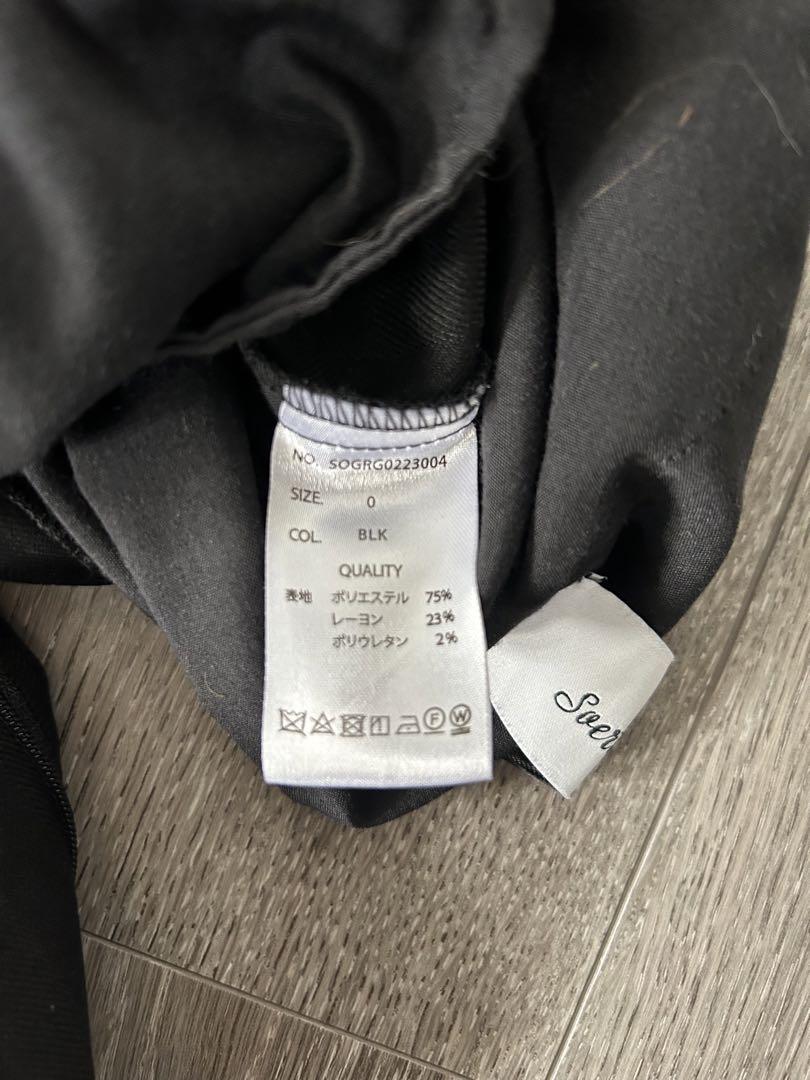 NO. SOGRG0223004
SIZE. 0
COL. BLK
QUALITY
表地 ポリエステル 75%
レーヨン 23%
ポリウレタン 2%
F W
Soer